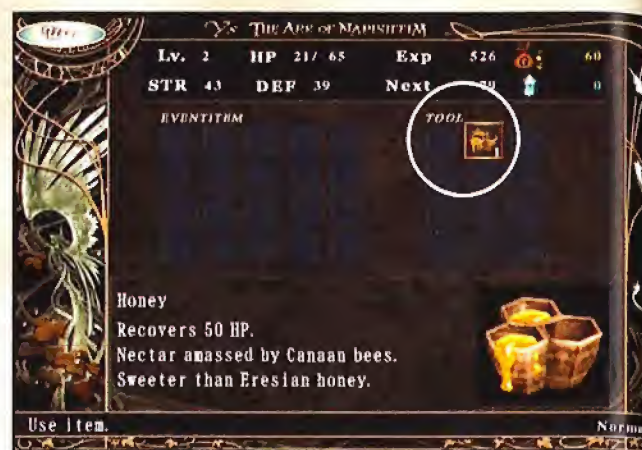 Ys THE ARK OF NAPISHTIM
Lv. 2 HP 21/ 65 Exp 526 60
STR 43 DEF 39 Next 0
EVENTITEM TOOL
Honey
Recovers 50 HP.
Nectar amassed by Canaan bees.
Sweeter than Eresian honey.
Use item. Norma